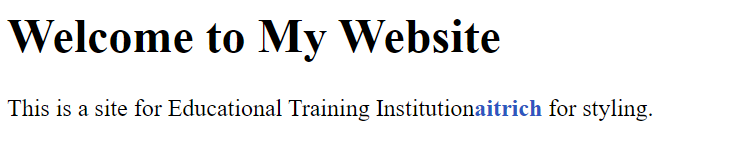 Welcome to My Website
This is a site for Educational Training Institutionaitrich for styling.